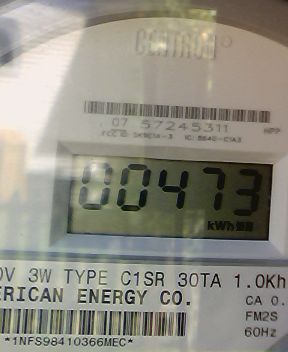 CENTRON
07 57245311
00473
kWh
0V 3W TYPE C1SR 30TA 1.0Kh
ERICAN ENERGY CO.
CA 0.
FM2S
60Hz
*1NFS98410366MEC*